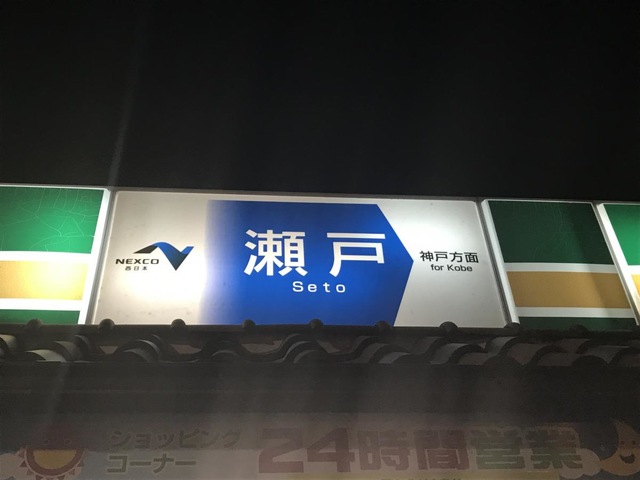 NEXCO
西日本
瀬戸
Seto
神戸方面
for Kobe
ショッピング
コーナー
24時間営業